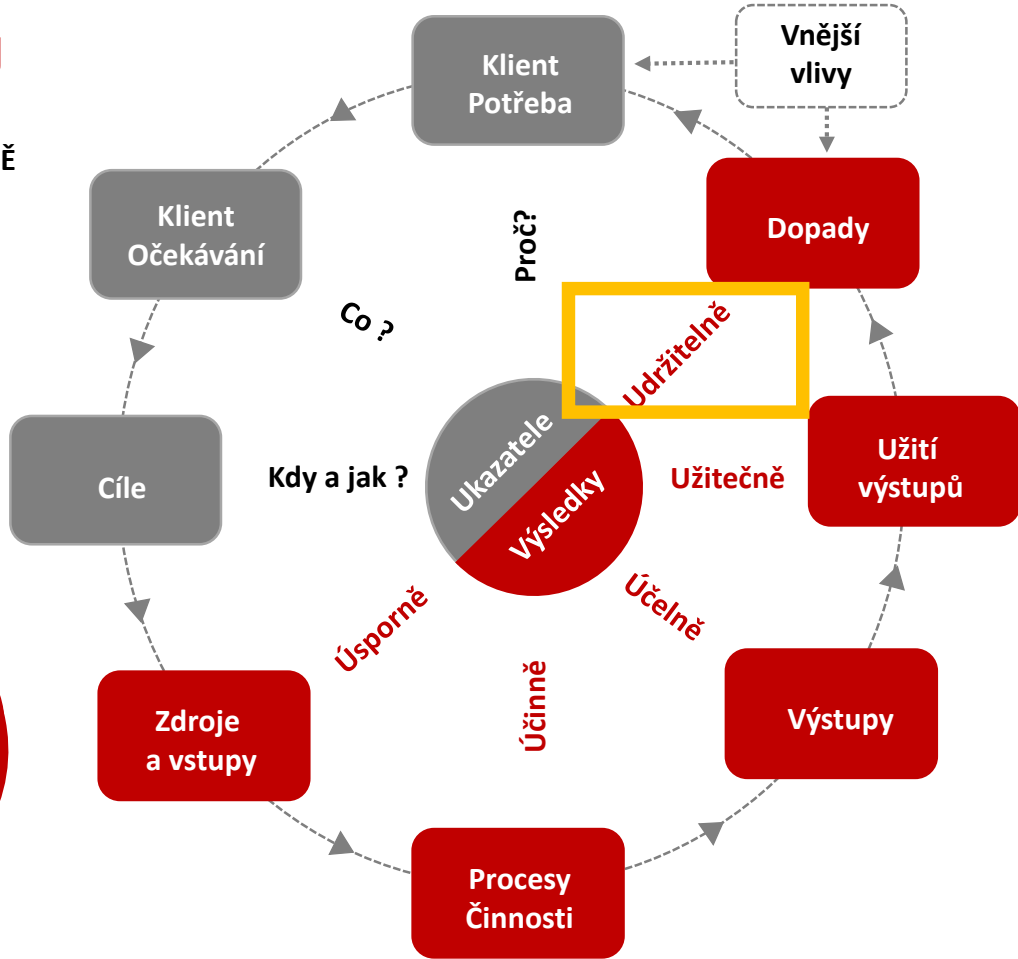 Vnější
vlivy
Klient
Potřeba
Ě
Klient
Očekávání
Dopady
Proč?
Co ?
Udržitelně
Cíle
Kdy a jak ?
Ukazatele
Výsledky
Užitečně
Užití
výstupů
Úsporně
Účelně
Účinně
Zdroje
a vstupy
Výstupy
Procesy
Činnosti